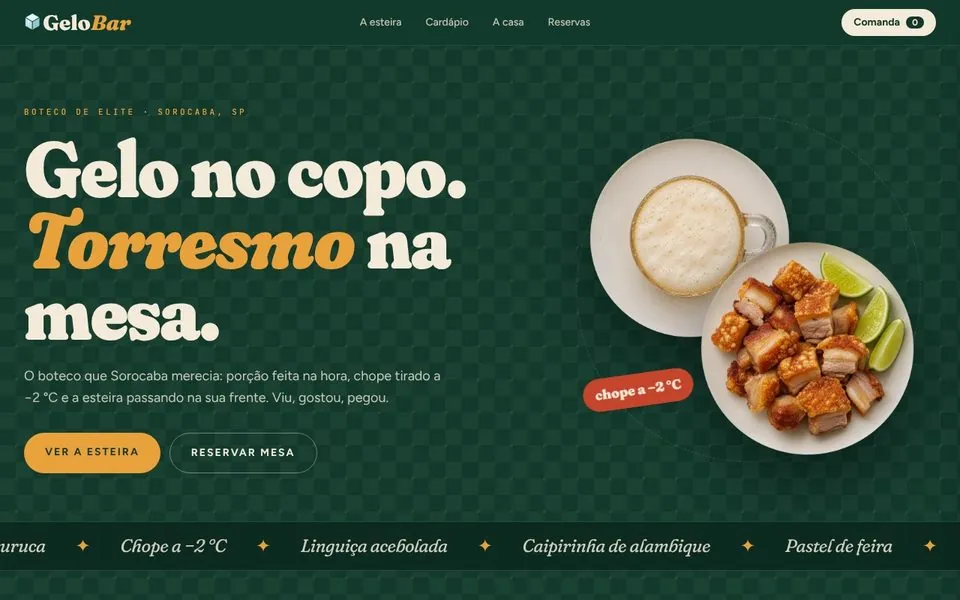 GeloBar
A esteira
Cardápio
A casa
Reservas
Comanda 0
BOTECO DE ELITE · SOROCABA, SP
Gelo no copo.
Torresmo na
mesa.
O boteco que Sorocaba merecia: porção feita na hora, chope tirado a
−2 °C e a esteira passando na sua frente. Viu, gostou, pegou.
VER A ESTEIRA
RESERVAR MESA
chope a −2 °C
uruca ✦ Chope a −2 °C ✦ Linguiça acebolada ✦ Caipirinha de alambique ✦ Pastel de feira ✦